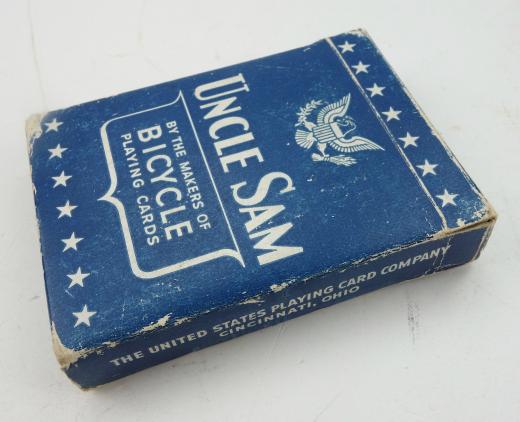 UNCLE SAM
BY THE MAKERS OF
BICYCLE
PLAYING CARDS
THE UNITED STATES PLAYING CARD COMPANY
CINCINNATI, OHIO